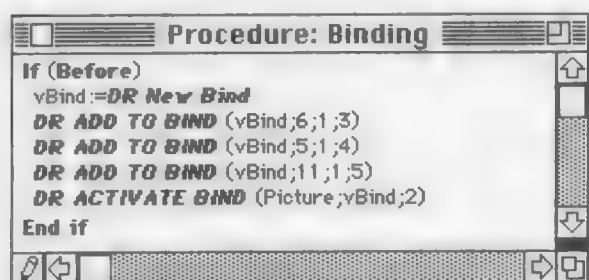 Procedure: Binding
If (Before)
vBind:=DR New Bind
DR ADD TO BIND (vBind;6;1;3)
DR ADD TO BIND (vBind;5;1;4)
DR ADD TO BIND (vBind;11;1;5)
DR ACTIVATE BIND (Picture;vBind;2)
End if